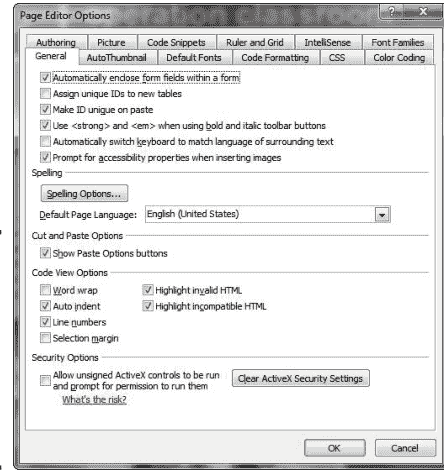 Page Editor Options
Authoring Picture Code Snippets Ruler and Grid IntelliSense Font Families
General AutoThumbnail Default Fonts Code Formatting CSS Color Coding
Automatically enclose form fields within a form
Assign unique IDs to new tables
Make ID unique on paste
Use <strong> and <em> when using bold and italic toolbar buttons
Automatically switch keyboard to match language of surrounding text
Prompt for accessibility properties when inserting images
Spelling
Spelling Options...
Default Page Language: English (United States)
Cut and Paste Options
Show Paste Options buttons
Code View Options
Word wrap Highlight invalid HTML
Auto indent Highlight incompatible HTML
Line numbers
Selection margin
Security Options
Allow unsigned ActiveX controls to be run
and prompt for permission to run them
Clear ActiveX Security Settings
What's the risk?
OK Cancel